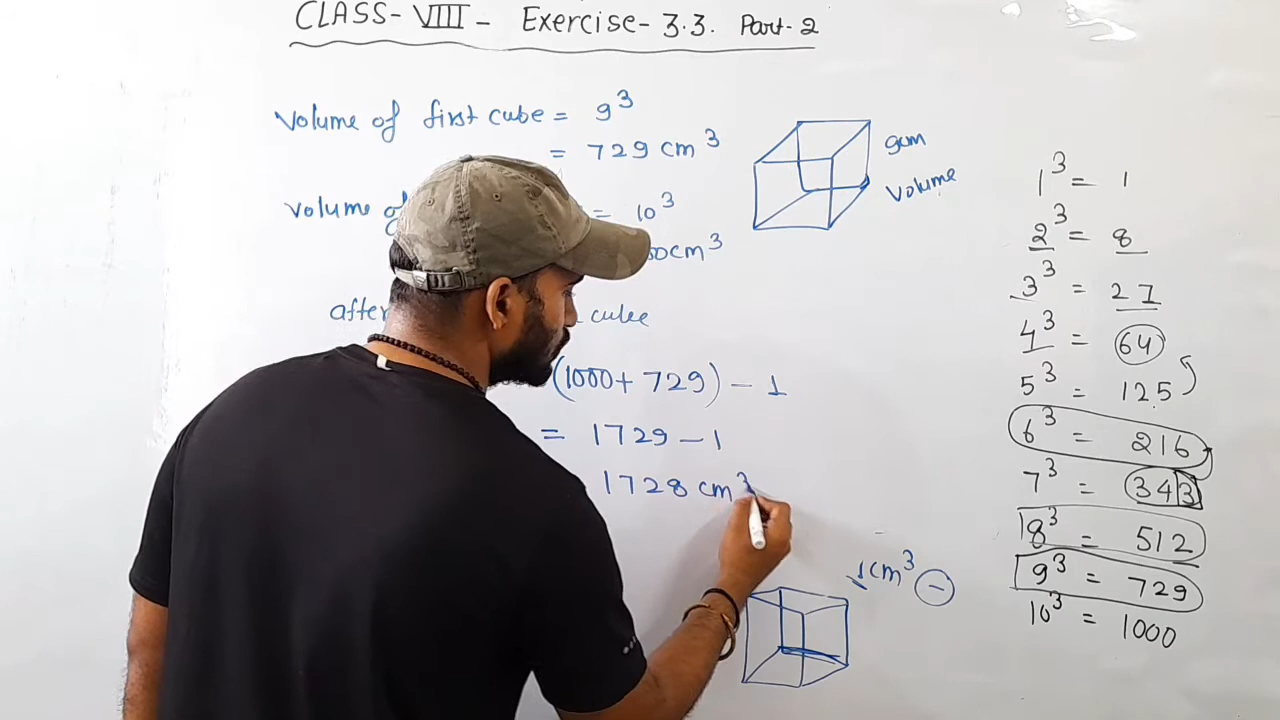 CLASS-VIII - Exercise-3.3. Part-2
Volume of first cube = 9³
= 729 cm³
Volume of = 10³
00cm³
after cube
(1000+ 729) - 1
= 1729 - 1
1728 cm³
9cm
Volume
1cm³ -
1³ = 1
2³ = 8
3³ = 27
4³ = 64
5³ = 125
6³ = 216
7³ = 343
8³ = 512
9³ = 729
10³ = 1000